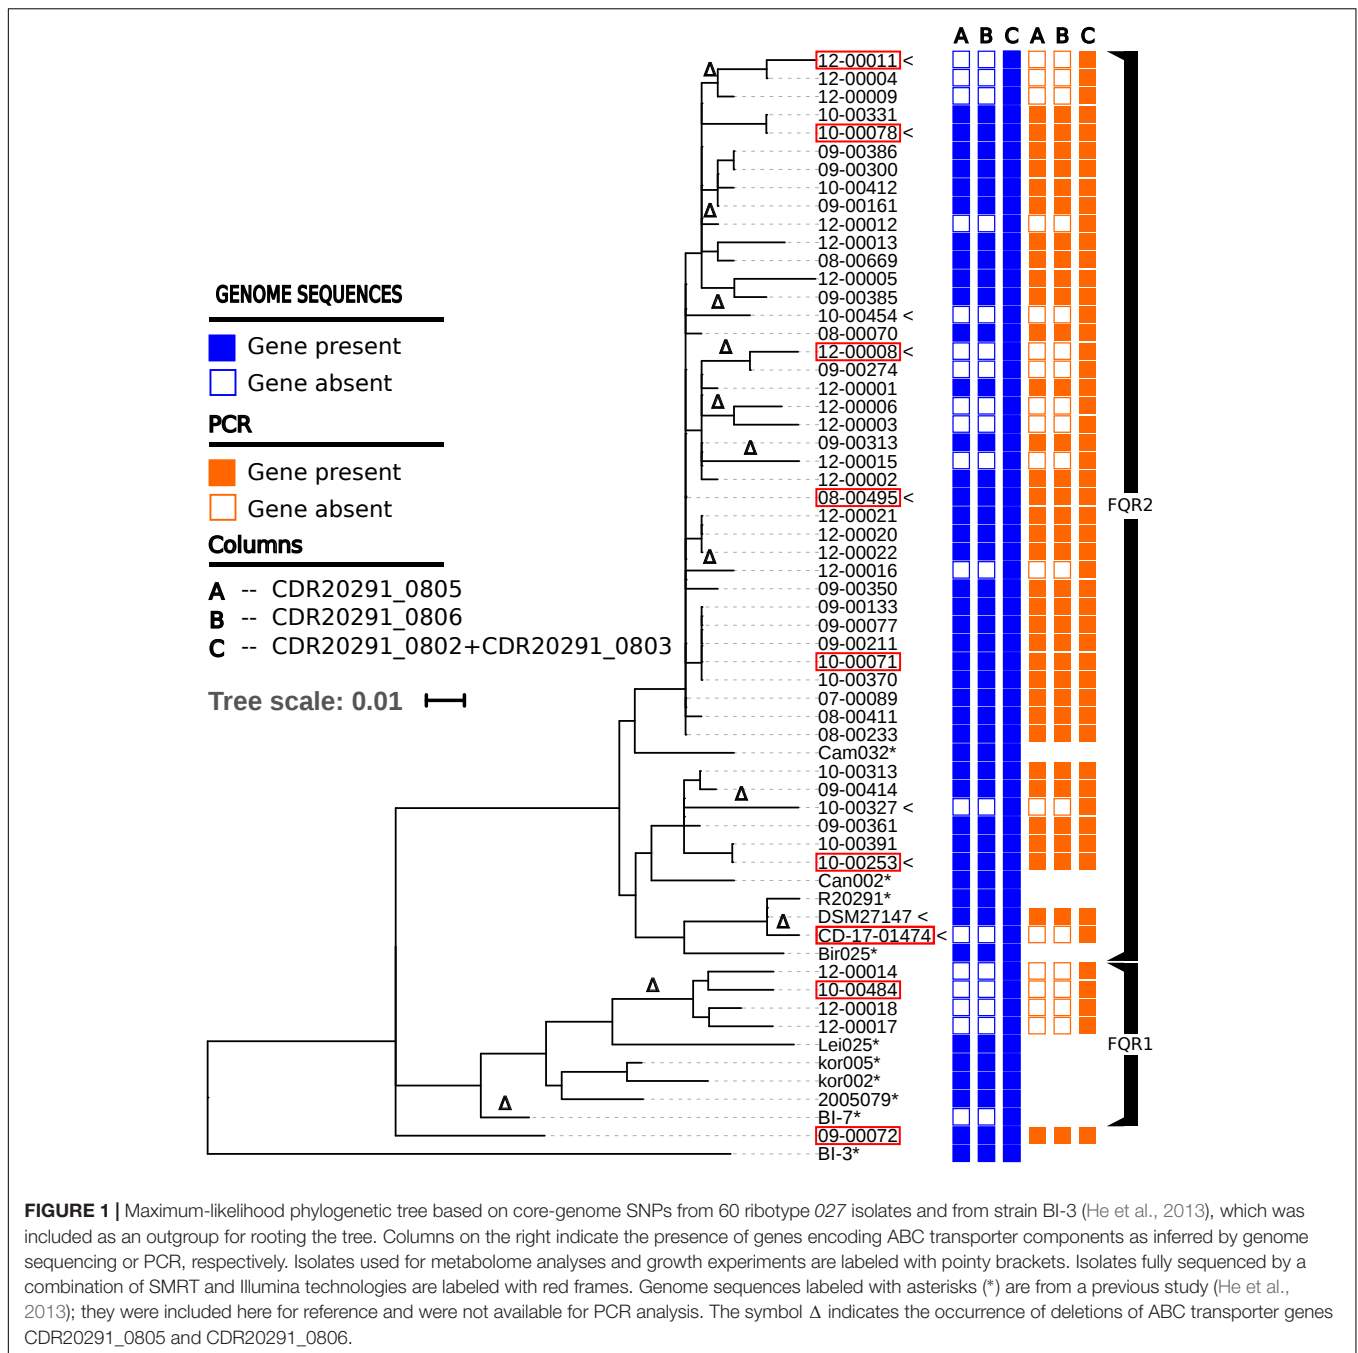 A B C A B C
12-00011 <
12-00004
12-00009
10-00331
10-00078 <
09-00386
09-00300
10-00412
09-00161
12-00012
12-00013
08-00669
12-00005
09-00385
10-00454 <
08-00070
12-00008 <
09-00274
12-00001
12-00006
12-00003
09-00313
12-00015
12-00002
08-00495 <
12-00021
12-00020
12-00022
12-00016
09-00350
09-00133
09-00077
09-00211
10-00071
10-00370
07-00089
08-00411
08-00233
Cam032*
10-00313
09-00414
10-00327 <
09-00361
10-00391
10-00253 <
Can002*
R20291*
DSM27147 <
CD-17-01474 <
Bir025*
12-00014
10-00484
12-00018
12-00017
Lei025*
kor005*
kor002*
2005079*
BI-7*
09-00072
BI-3*
Δ
Δ
Δ
Δ
Δ
Δ
Δ
Δ
Δ
Δ
Δ
FQR2
FQR1
GENOME SEQUENCES
Gene present
Gene absent
PCR
Gene present
Gene absent
Columns
A -- CDR20291_0805
B -- CDR20291_0806
C -- CDR20291_0802+CDR20291_0803
Tree scale: 0.01
FIGURE 1 | Maximum-likelihood phylogenetic tree based on core-genome SNPs from 60 ribotype 027 isolates and from strain BI-3 (He et al., 2013), which was
included as an outgroup for rooting the tree. Columns on the right indicate the presence of genes encoding ABC transporter components as inferred by genome
sequencing or PCR, respectively. Isolates used for metabolome analyses and growth experiments are labeled with pointy brackets. Isolates fully sequenced by a
combination of SMRT and Illumina technologies are labeled with red frames. Genome sequences labeled with asterisks (*) are from a previous study (He et al.,
2013); they were included here for reference and were not available for PCR analysis. The symbol Δ indicates the occurrence of deletions of ABC transporter genes
CDR20291_0805 and CDR20291_0806.